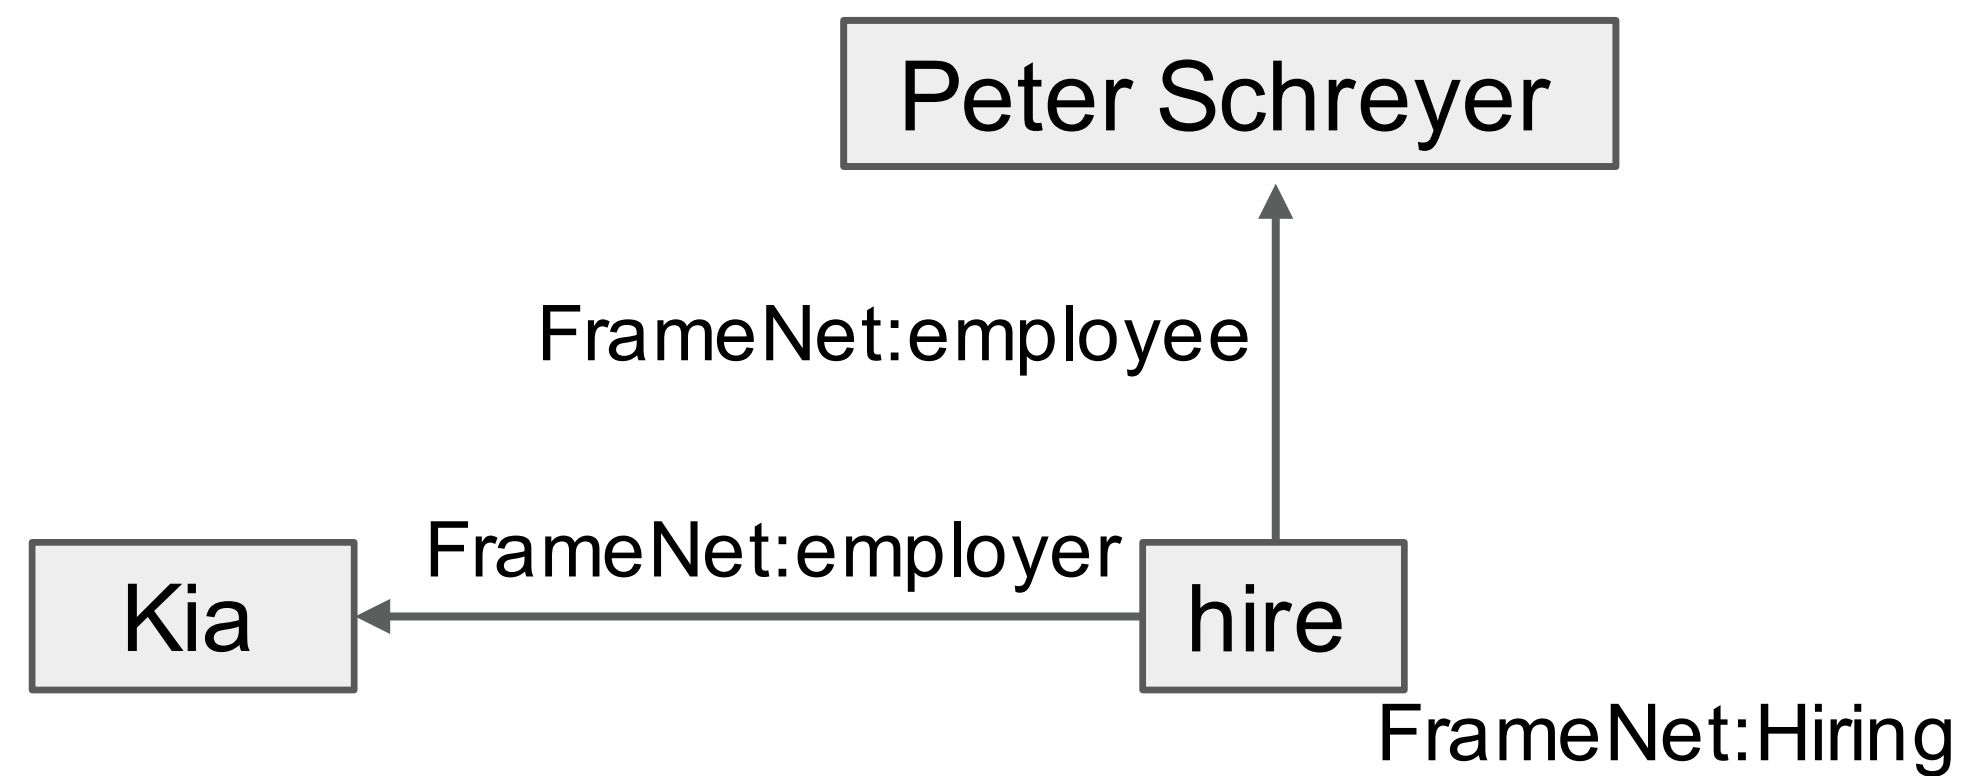 Peter Schreyer
FrameNet:employee
FrameNet:employer
Kia
hire
FrameNet:Hiring